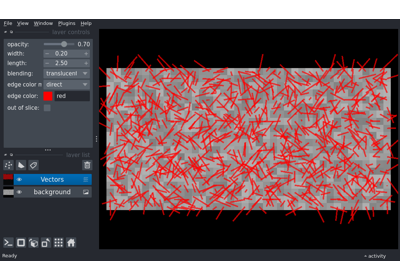 File View Window Plugins Help
layer controls
opacity: 0.70
width: 0.20
length: 2.50
blending: translucent
edge color m direct
edge color: red
out of slice:
layer list
Vectors
background
Ready
activity